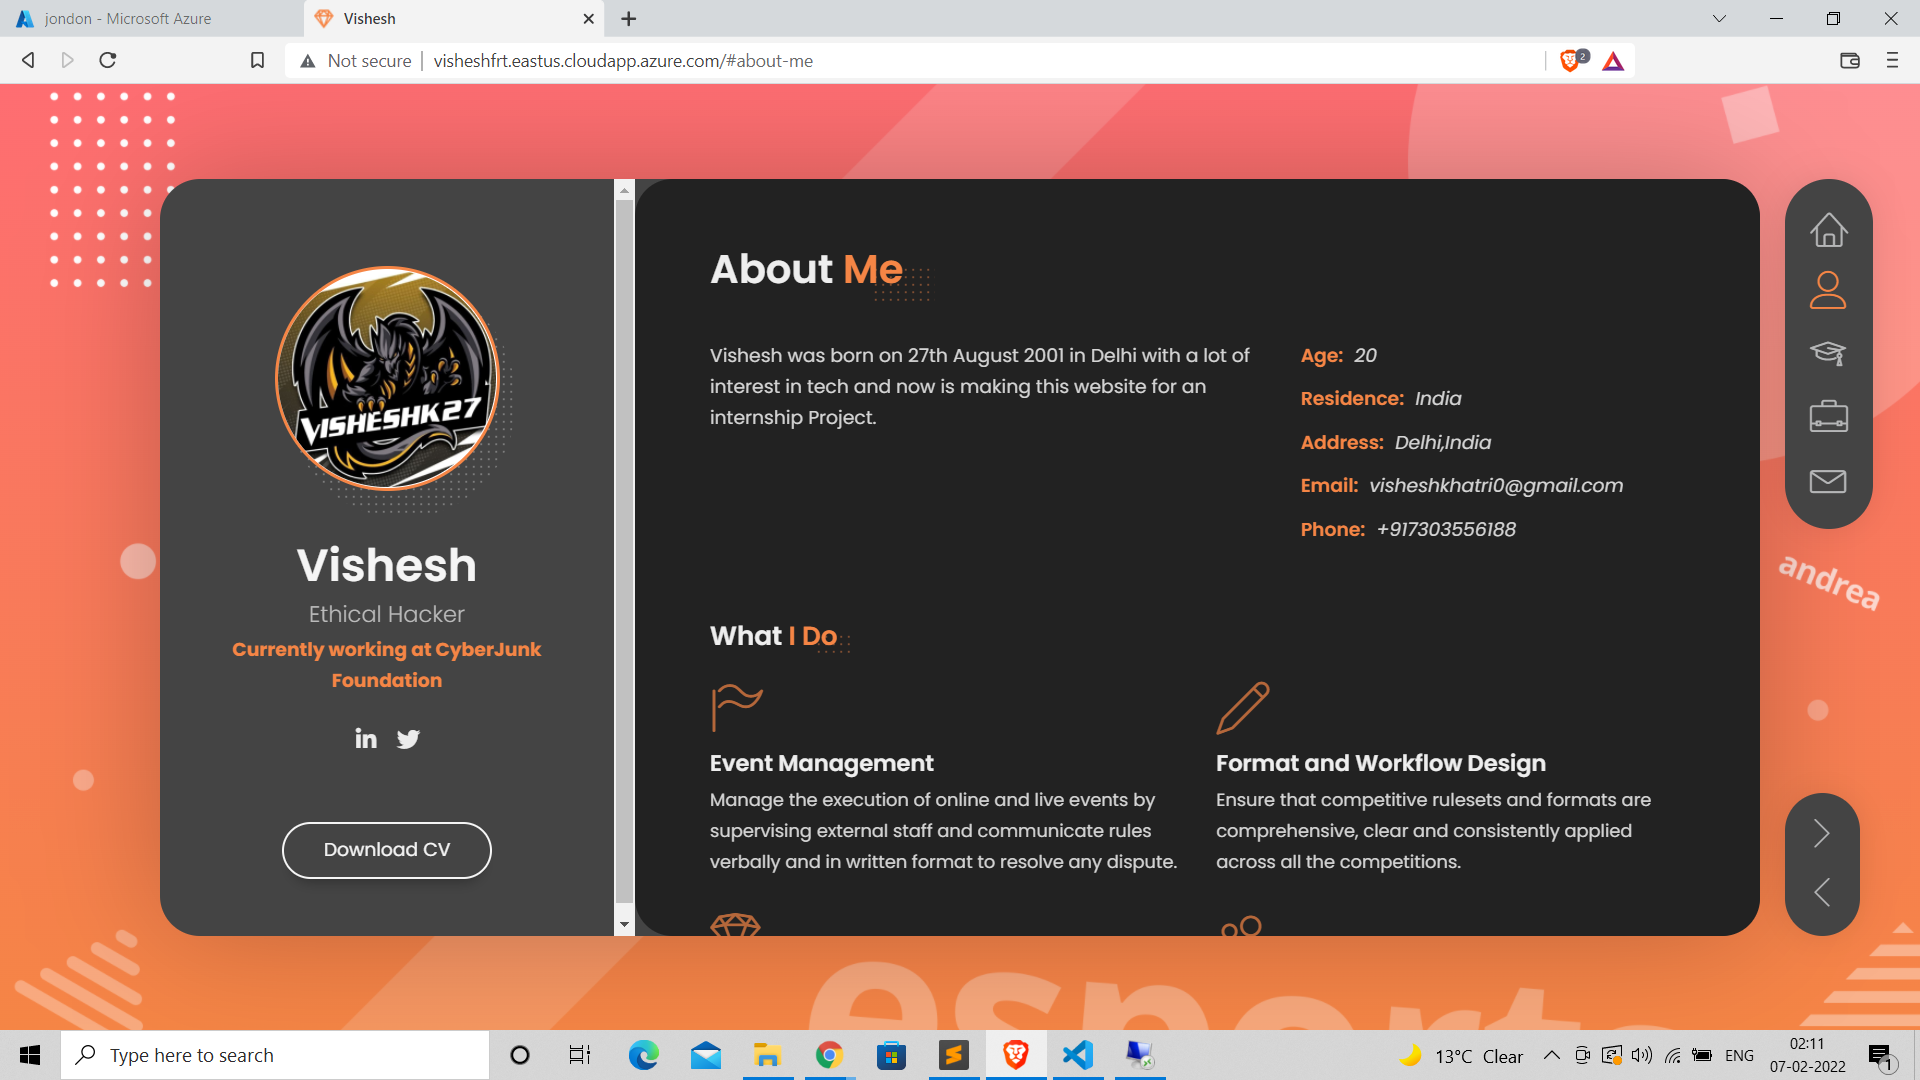 jondon - Microsoft Azure
Vishesh
Not secure
visheshfrt.eastus.cloudapp.azure.com/#about-me
2
VISHESHK27
Vishesh
Ethical Hacker
Currently working at CyberJunk
Foundation
Download CV
About Me
Vishesh was born on 27th August 2001 in Delhi with a lot of
interest in tech and now is making this website for an
internship Project.
Age: 20
Residence: India
Address: Delhi,India
Email: visheshkhatri0@gmail.com
Phone: +917303556188
What I Do
Event Management
Manage the execution of online and live events by
supervising external staff and communicate rules
verbally and in written format to resolve any dispute.
Format and Workflow Design
Ensure that competitive rulesets and formats are
comprehensive, clear and consistently applied
across all the competitions.
andrea
esports
Type here to search
13°C Clear
ENG
02:11
07-02-2022
1